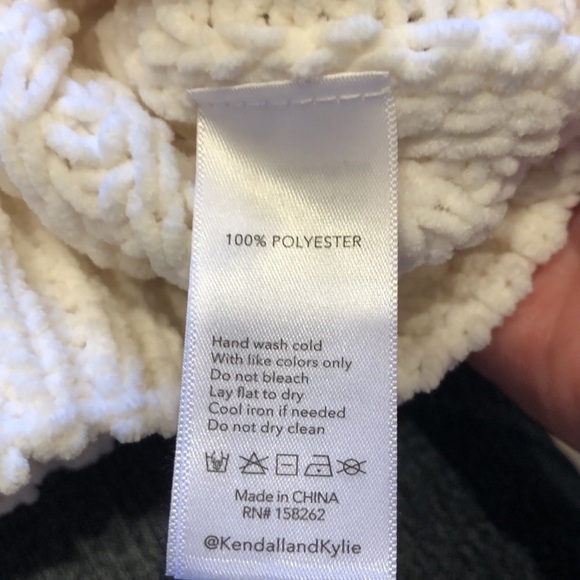 100% POLYESTER
Hand wash cold
With like colors only
Do not bleach
Lay flat to dry
Cool iron if needed
Do not dry clean
Made in CHINA
RN# 158262
@KendallandKylie